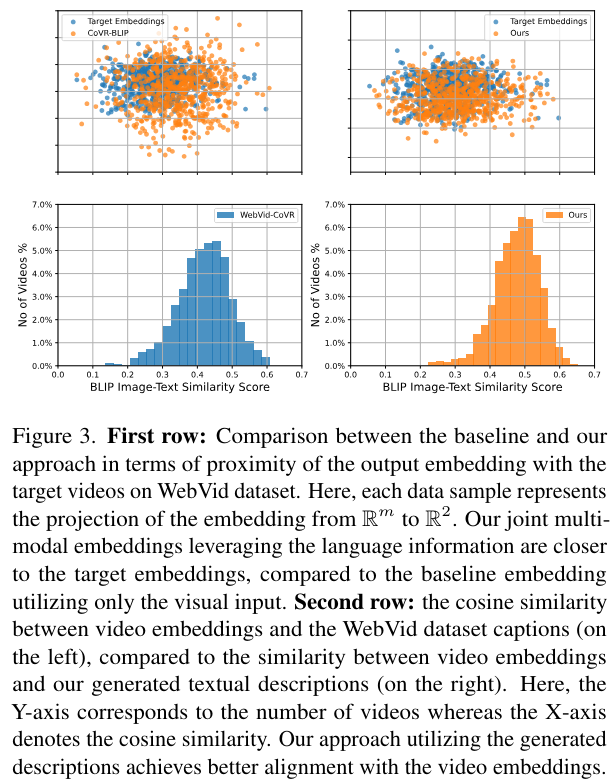 Target Embeddings
CoVR-BLIP
Target Embeddings
Ours
7.0%
6.0%
5.0%
4.0%
3.0%
2.0%
1.0%
0.0%
No of Videos %
WebVid-CoVR
0.0 0.1 0.2 0.3 0.4 0.5 0.6 0.7
BLIP Image-Text Similarity Score
7.0%
6.0%
5.0%
4.0%
3.0%
2.0%
1.0%
0.0%
No of Videos %
Ours
0.0 0.1 0.2 0.3 0.4 0.5 0.6 0.7
BLIP Image-Text Similarity Score
Figure 3. First row: Comparison between the baseline and our
approach in terms of proximity of the output embedding with the
target videos on WebVid dataset. Here, each data sample represents
the projection of the embedding from ℝᵐ to ℝ². Our joint multi-
modal embeddings leveraging the language information are closer
to the target embeddings, compared to the baseline embedding
utilizing only the visual input. Second row: the cosine similarity
between video embeddings and the WebVid dataset captions (on
the left), compared to the similarity between video embeddings
and our generated textual descriptions (on the right). Here, the
Y-axis corresponds to the number of videos whereas the X-axis
denotes the cosine similarity. Our approach utilizing the generated
descriptions achieves better alignment with the video embeddings.